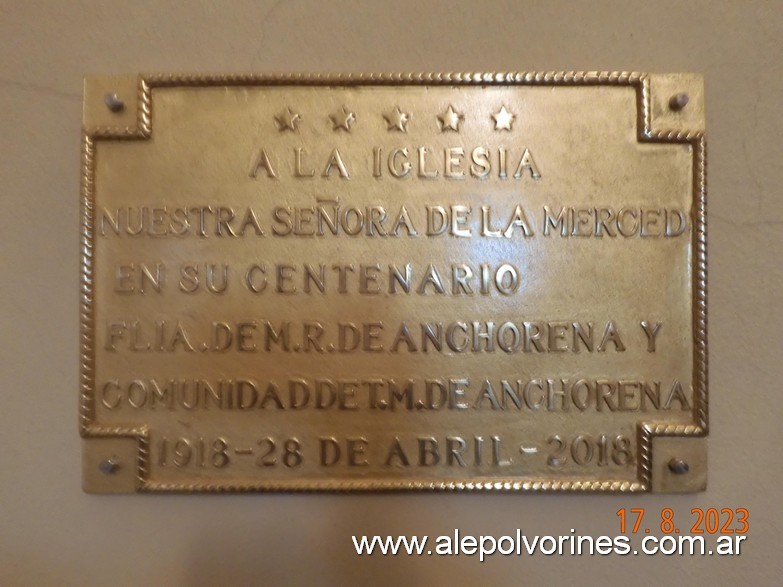 A LA IGLESIA
NUESTRA SEÑORA DE LA MERCED
EN SU CENTENARIO
FLIA. DE M. R. DE ANCHORENA Y
COMUNIDAD DE T. M. DE ANCHORENA
1918-28 DE ABRIL-2018
17. 8. 2023
www.alepolvorines.com.ar